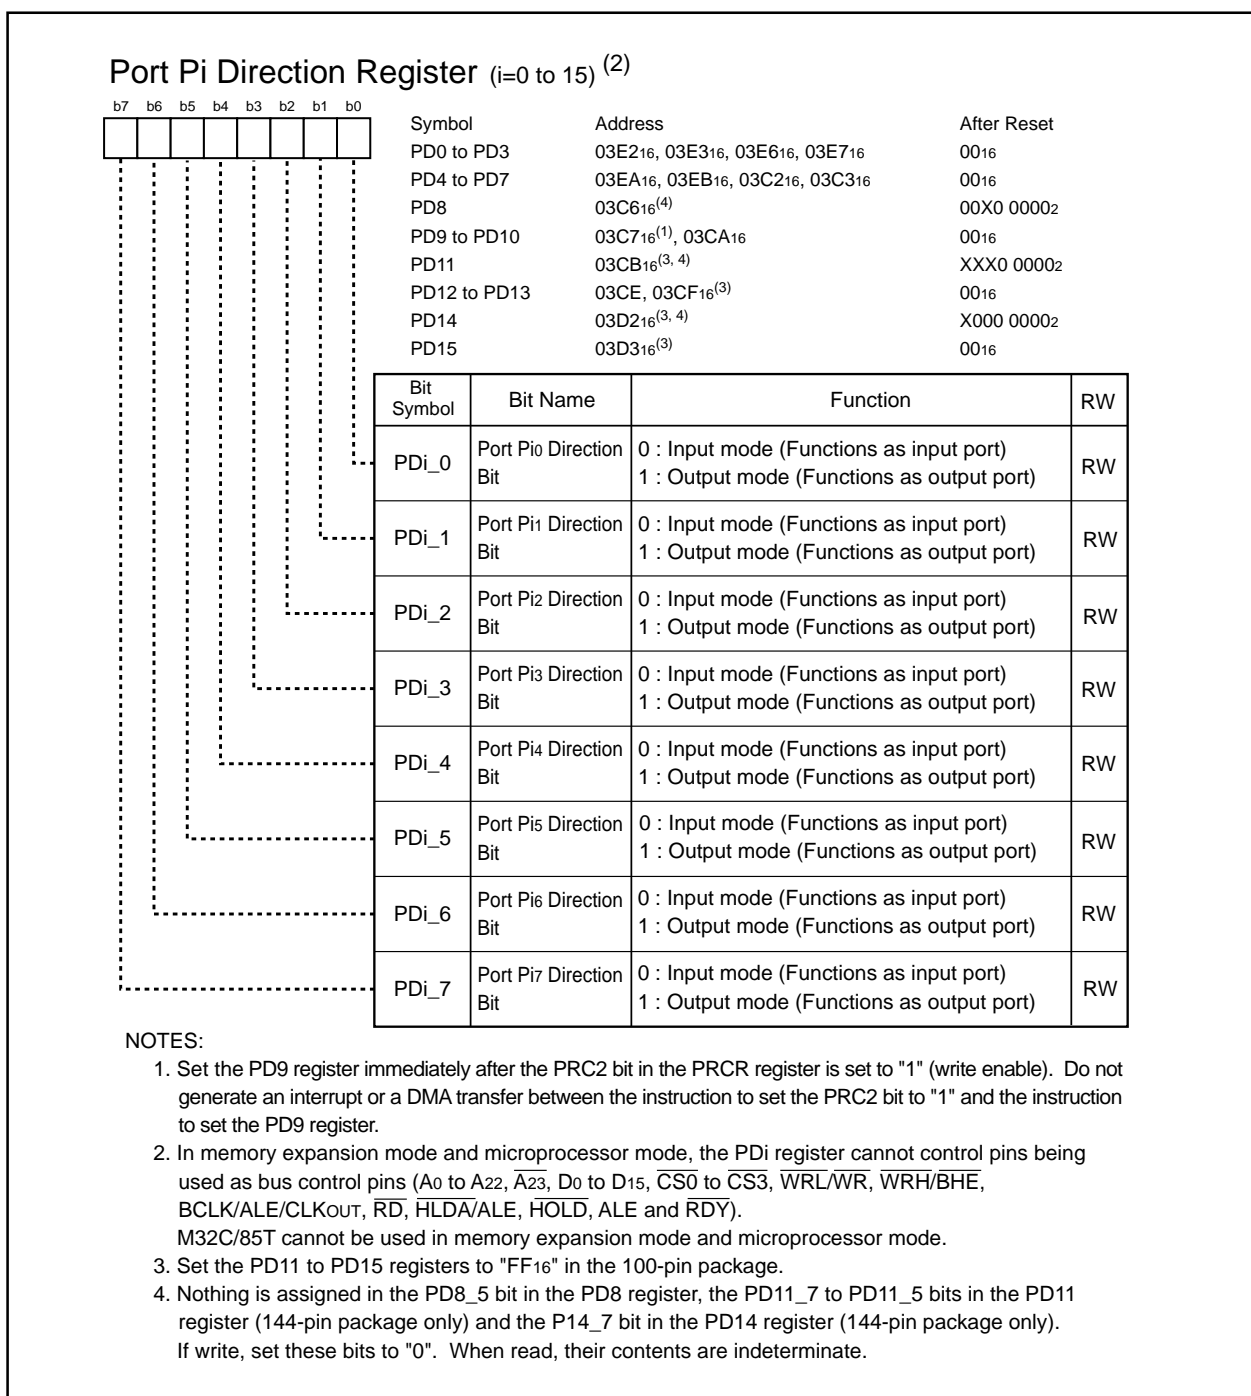 Port Pi Direction Register (i=0 to 15) (2)
b7 b6 b5 b4 b3 b2 b1 b0
Symbol Address After Reset
PD0 to PD3 03E216, 03E316, 03E616, 03E716 0016
PD4 to PD7 03EA16, 03EB16, 03C216, 03C316 0016
PD8 03C616(4) 00X0 00002
PD9 to PD10 03C716(1), 03CA16 0016
PD11 03CB16(3, 4) XXX0 00002
PD12 to PD13 03CE, 03CF16(3) 0016
PD14 03D216(3, 4) X000 00002
PD15 03D316(3) 0016
Bit Symbol Bit Name Function RW
PDi_0 Port Pi0 Direction Bit 0 : Input mode (Functions as input port)
1 : Output mode (Functions as output port) RW
PDi_1 Port Pi1 Direction Bit 0 : Input mode (Functions as input port)
1 : Output mode (Functions as output port) RW
PDi_2 Port Pi2 Direction Bit 0 : Input mode (Functions as input port)
1 : Output mode (Functions as output port) RW
PDi_3 Port Pi3 Direction Bit 0 : Input mode (Functions as input port)
1 : Output mode (Functions as output port) RW
PDi_4 Port Pi4 Direction Bit 0 : Input mode (Functions as input port)
1 : Output mode (Functions as output port) RW
PDi_5 Port Pi5 Direction Bit 0 : Input mode (Functions as input port)
1 : Output mode (Functions as output port) RW
PDi_6 Port Pi6 Direction Bit 0 : Input mode (Functions as input port)
1 : Output mode (Functions as output port) RW
PDi_7 Port Pi7 Direction Bit 0 : Input mode (Functions as input port)
1 : Output mode (Functions as output port) RW
NOTES:
1. Set the PD9 register immediately after the PRC2 bit in the PRCR register is set to "1" (write enable). Do not
generate an interrupt or a DMA transfer between the instruction to set the PRC2 bit to "1" and the instruction
to set the PD9 register.
2. In memory expansion mode and microprocessor mode, the PDi register cannot control pins being
used as bus control pins (A0 to A22, A23, D0 to D15, CS0 to CS3, WRL/WR, WRH/BHE,
BCLK/ALE/CLKOUT, RD, HLDA/ALE, HOLD, ALE and RDY).
M32C/85T cannot be used in memory expansion mode and microprocessor mode.
3. Set the PD11 to PD15 registers to "FF16" in the 100-pin package.
4. Nothing is assigned in the PD8_5 bit in the PD8 register, the PD11_7 to PD11_5 bits in the PD11
register (144-pin package only) and the P14_7 bit in the PD14 register (144-pin package only).
If write, set these bits to "0". When read, their contents are indeterminate.